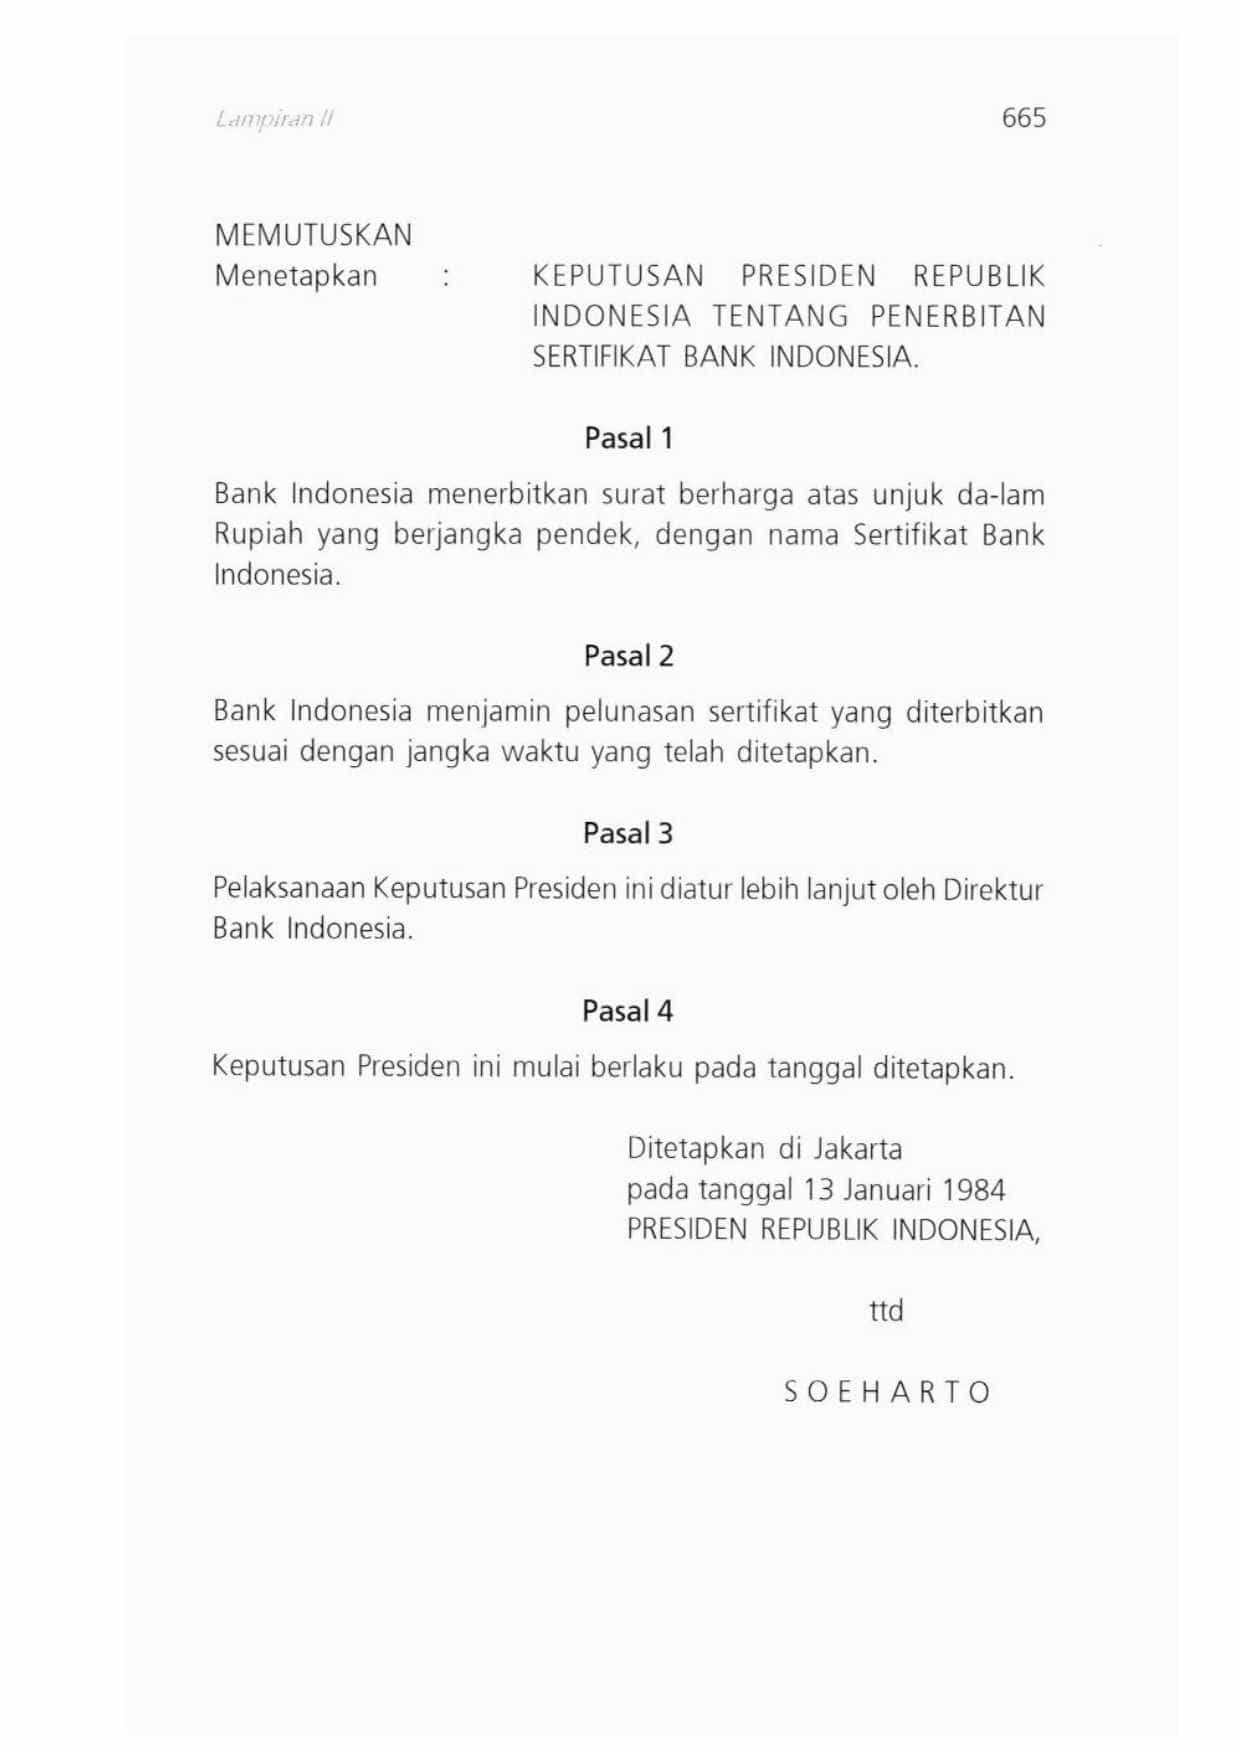 Lampiran II 665
MEMUTUSKAN
Menetapkan : KEPUTUSAN PRESIDEN REPUBLIK
INDONESIA TENTANG PENERBITAN
SERTIFIKAT BANK INDONESIA.
Pasal 1
Bank Indonesia menerbitkan surat berharga atas unjuk da-lam
Rupiah yang berjangka pendek, dengan nama Sertifikat Bank
Indonesia.
Pasal 2
Bank Indonesia menjamin pelunasan sertifikat yang diterbitkan
sesuai dengan jangka waktu yang telah ditetapkan.
Pasal 3
Pelaksanaan Keputusan Presiden ini diatur lebih lanjut oleh Direktur
Bank Indonesia.
Pasal 4
Keputusan Presiden ini mulai berlaku pada tanggal ditetapkan.
Ditetapkan di Jakarta
pada tanggal 13 Januari 1984
PRESIDEN REPUBLIK INDONESIA,
ttd
S O E H A R T O